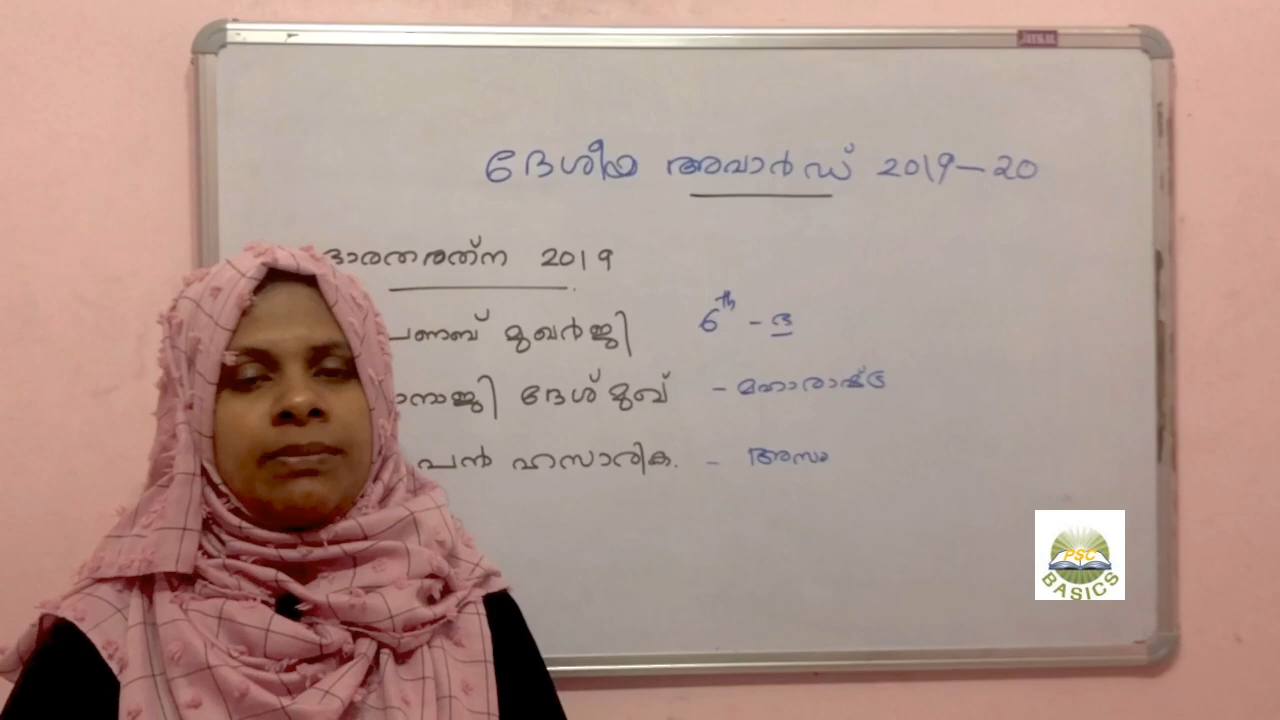 ദേശീയ അവാർഡ് 2019-20
ഭാരതരത്ന 2019
പ്രണബ് മുഖർജി 6th - ഭ
നാനാജി ദേശ്മുഖ് - മഹാരാഷ്ട്ര
ഹസാരിക. - അസം
PSC
BASICS